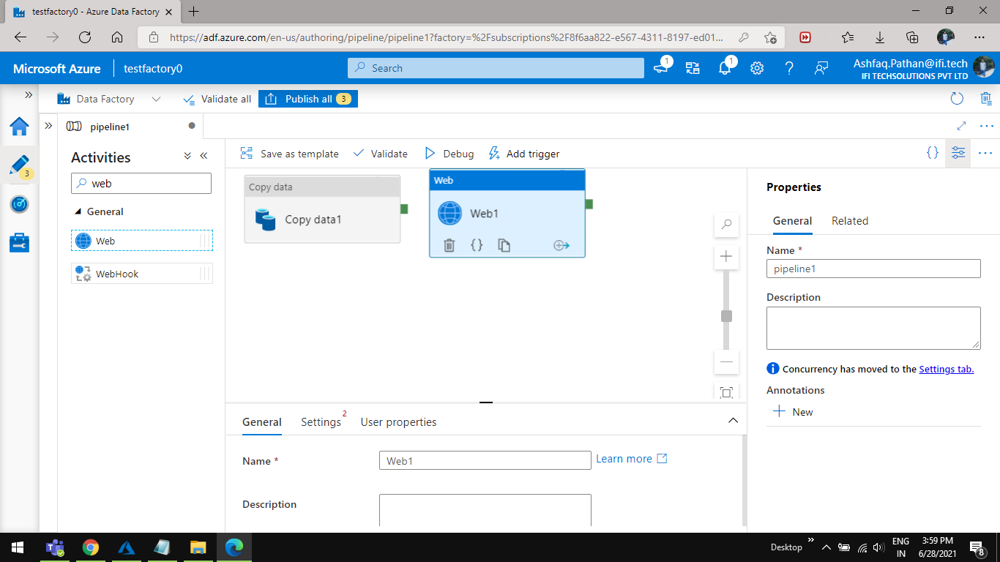 testfactory0 - Azure Data Factory
https://adf.azure.com/en-us/authoring/pipeline/pipeline1?factory=%2Fsubscriptions%2F8f6aa822-e567-4311-8197-ed01...
Microsoft Azure
testfactory0
Search
1
1
Ashfaq.Pathan@ifi.tech
IFI TECHSOLUTIONS PVT LTD
Data Factory
Validate all
Publish all 3
pipeline1
3
Activities
web
General
Web
WebHook
Save as template
Validate
Debug
Add trigger
{}
Copy data
Copy data1
Web
Web1
{}
Properties
General
Related
Name *
pipeline1
Description
Concurrency has moved to the Settings tab.
Annotations
New
General
Settings 2
User properties
Name *
Web1
Learn more
Description
Desktop
ENG
IN
3:59 PM
6/28/2021
8